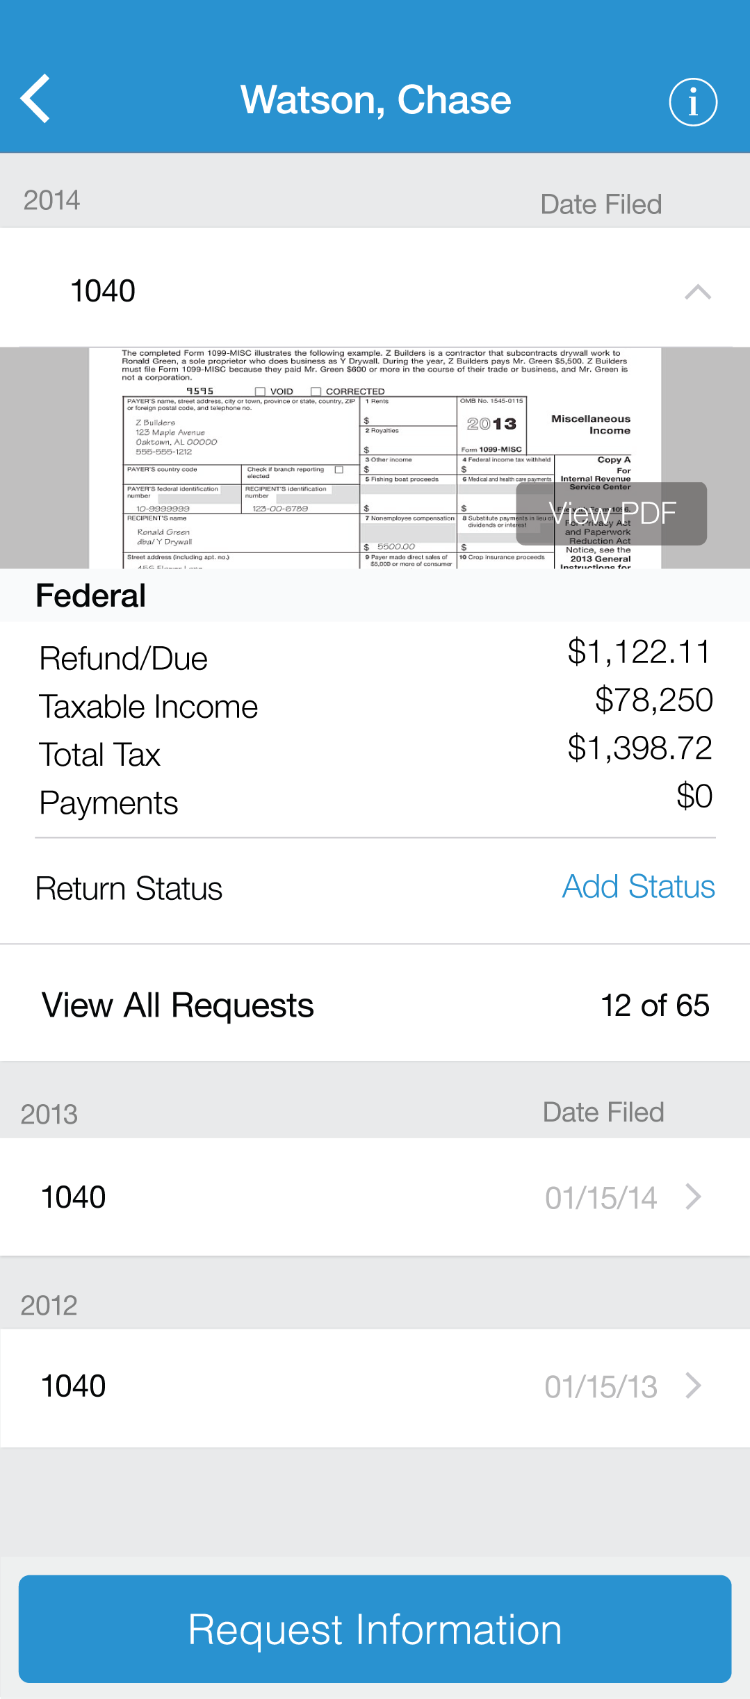 Watson, Chase
i
2014
Date Filed
1040
The completed Form 1099-MISC illustrates the following example. Z Builders is a contractor that subcontracts drywall work to
Ronald Green, a sole proprietor who does business as Y Drywall. During the year, Z Builders pays Mr. Green $5,500. Z Builders
must file Form 1099-MISC because they paid Mr. Green $600 or more in the course of their trade or business, and Mr. Green is
not a corporation.
9595
VOID
CORRECTED
PAYER'S name, street address, city or town, province or state, country, ZIP
or foreign postal code, and telephone no.
Z Builders
123 Maple Avenue
Oaktown, AL 00000
555-555-1212
1 Rents
$
2 Royalties
$
OMB No. 1545-0115
2013
Form 1099-MISC
Miscellaneous
Income
3 Other income
$
4 Federal income tax withheld
$
Copy A
For
Internal Revenue
Service Center
PAYER'S country code
Check if branch reporting
elected
5 Fishing boat proceeds
$
6 Medical and health care payments
$
PAYER'S federal identification
number
10-9999999
RECIPIENT'S identification
number
123-00-6789
View PDF
RECIPIENT'S name
Ronald Green
dba/ Y Drywall
7 Nonemployee compensation
$ 5500.00
8 Substitute payments in lieu of
dividends or interest
$
For Privacy Act
and Paperwork
Reduction Act
Notice, see the
2013 General
Instructions for
Street address (including apt. no.)
9 Payer made direct sales of
$5,000 or more of consumer
10 Crop insurance proceeds
Federal
Refund/Due
$1,122.11
Taxable Income
$78,250
Total Tax
$1,398.72
Payments
$0
Return Status
Add Status
View All Requests
12 of 65
2013
Date Filed
1040
01/15/14
2012
1040
01/15/13
Request Information